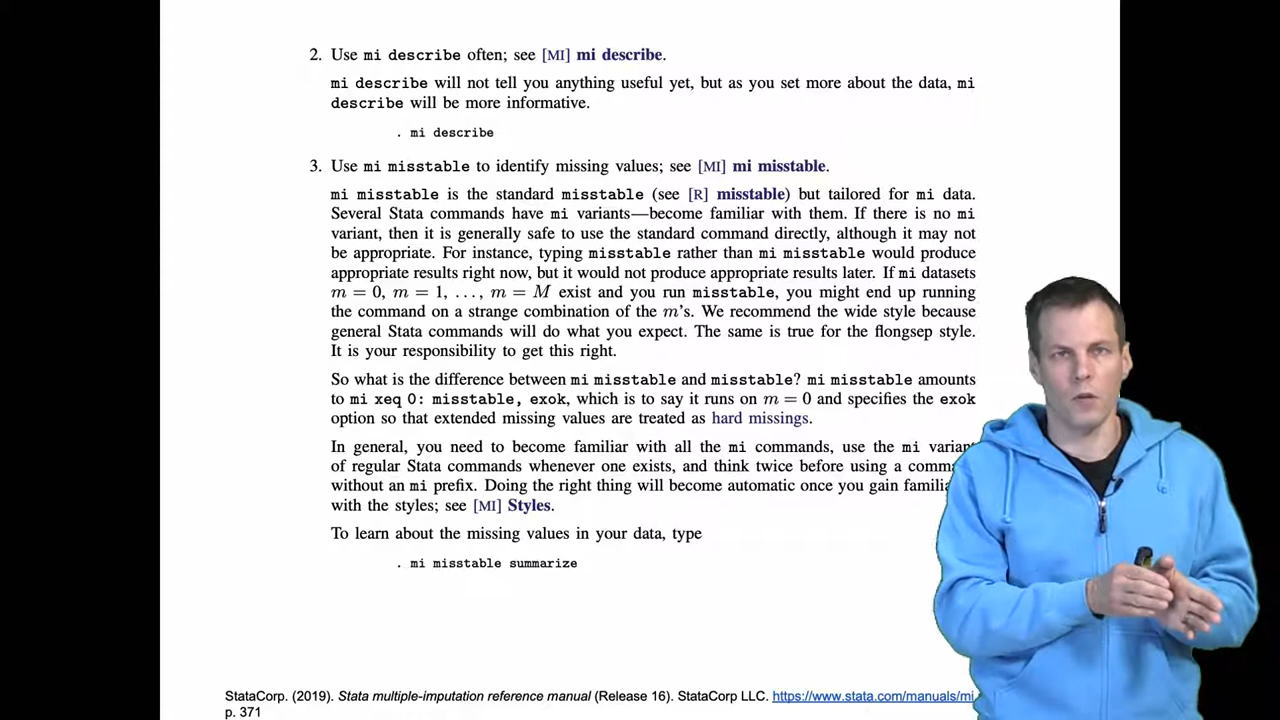 2. Use mi describe often; see [MI] mi describe.
mi describe will not tell you anything useful yet, but as you set more about the data, mi
describe will be more informative.
. mi describe
3. Use mi misstable to identify missing values; see [MI] mi misstable.
mi misstable is the standard misstable (see [R] misstable) but tailored for mi data.
Several Stata commands have mi variants—become familiar with them. If there is no mi
variant, then it is generally safe to use the standard command directly, although it may not
be appropriate. For instance, typing misstable rather than mi misstable would produce
appropriate results right now, but it would not produce appropriate results later. If mi datasets
m = 0, m = 1, ..., m = M exist and you run misstable, you might end up running
the command on a strange combination of the m's. We recommend the wide style because
general Stata commands will do what you expect. The same is true for the flongsep style.
It is your responsibility to get this right.
So what is the difference between mi misstable and misstable? mi misstable amounts
to mi xeq 0: misstable, exok, which is to say it runs on m = 0 and specifies the exok
option so that extended missing values are treated as hard missings.
In general, you need to become familiar with all the mi commands, use the mi variant
of regular Stata commands whenever one exists, and think twice before using a comma
without an mi prefix. Doing the right thing will become automatic once you gain familia
with the styles; see [MI] Styles.
To learn about the missing values in your data, type
. mi misstable summarize
StataCorp. (2019). Stata multiple-imputation reference manual (Release 16). StataCorp LLC. https://www.stata.com/manuals/mi
p. 371